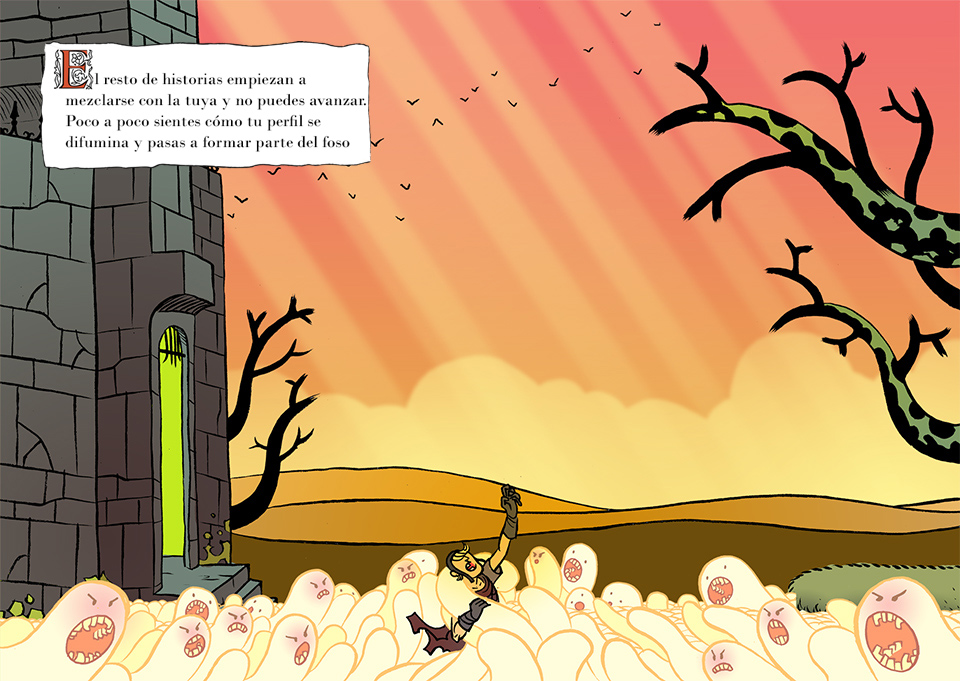 El resto de historias empiezan a
mezclarse con la tuya y no puedes avanzar.
Poco a poco sientes cómo tu perfil se
difumina y pasas a formar parte del foso